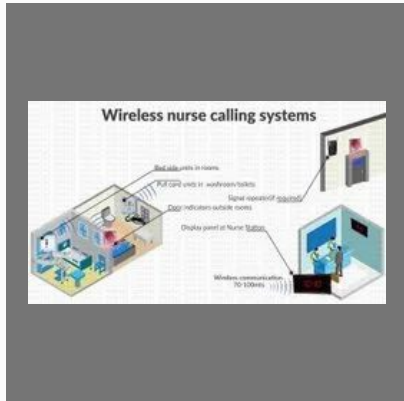 Wireless nurse calling systems
Bed side units in rooms
Pull cord units in washroom/toilets
Signal repeater(if required)
Door indicators outside rooms
Display panel at Nurse Station
Wireless communication
70-100mts